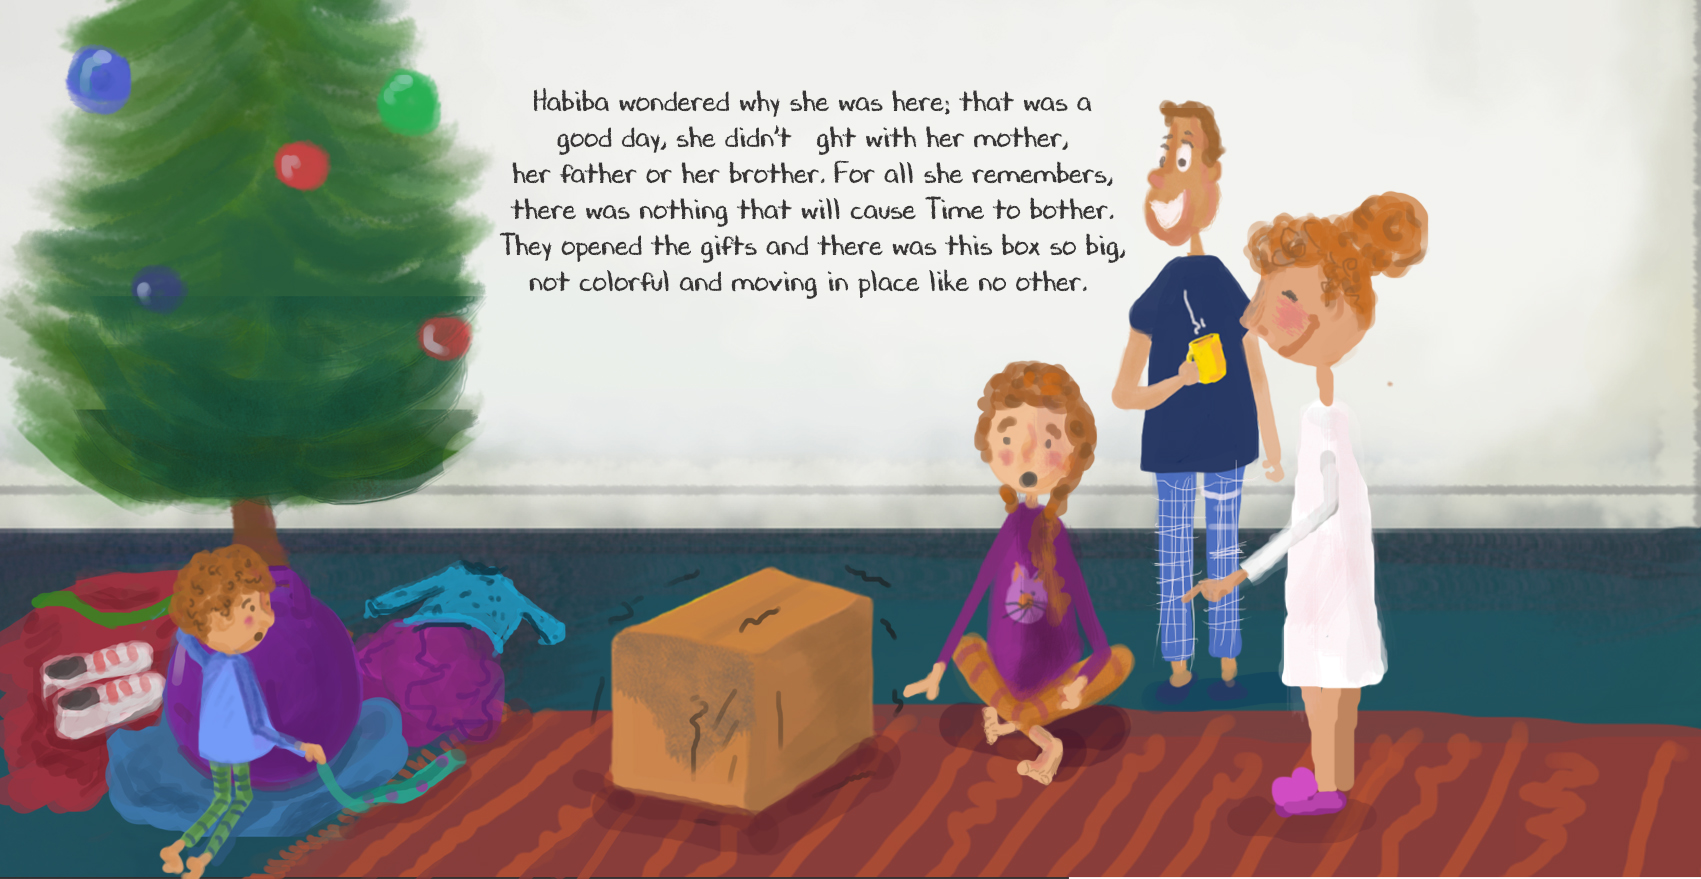 Habiba wondered why she was here; that was a
good day, she didn't ght with her mother,
her father or her brother. For all she remembers,
there was nothing that will cause Time to bother.
They opened the gifts and there was this box so big,
not colorful and moving in place like no other.